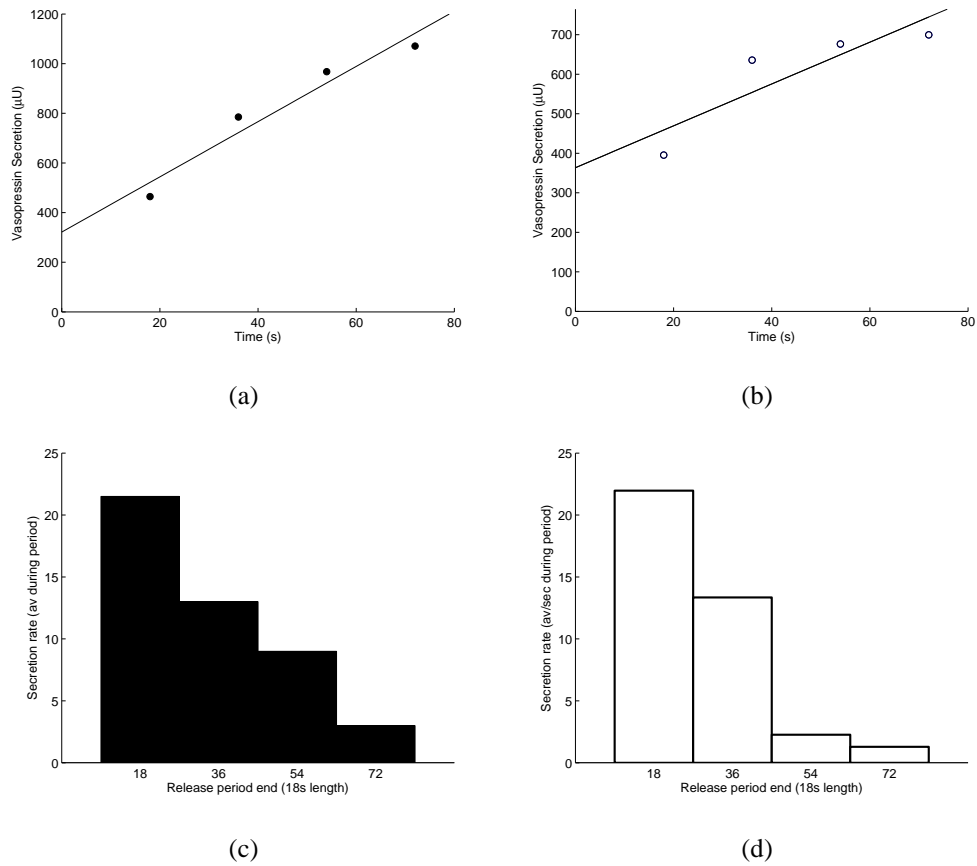 1200
1000
800
600
400
200
0
Vasopressin Secretion (µU)
0 20 40 60 80
Time (s)
(a)
700
600
500
400
300
200
100
0
Vasopressin Secretion (µU)
0 20 40 60 80
Time (s)
(b)
25
20
15
10
5
0
Secretion rate (av during period)
18 36 54 72
Release period end (18s length)
(c)
25
20
15
10
5
0
Secretion rate (av/sec during period)
18 36 54 72
Release period end (18s length)
(d)